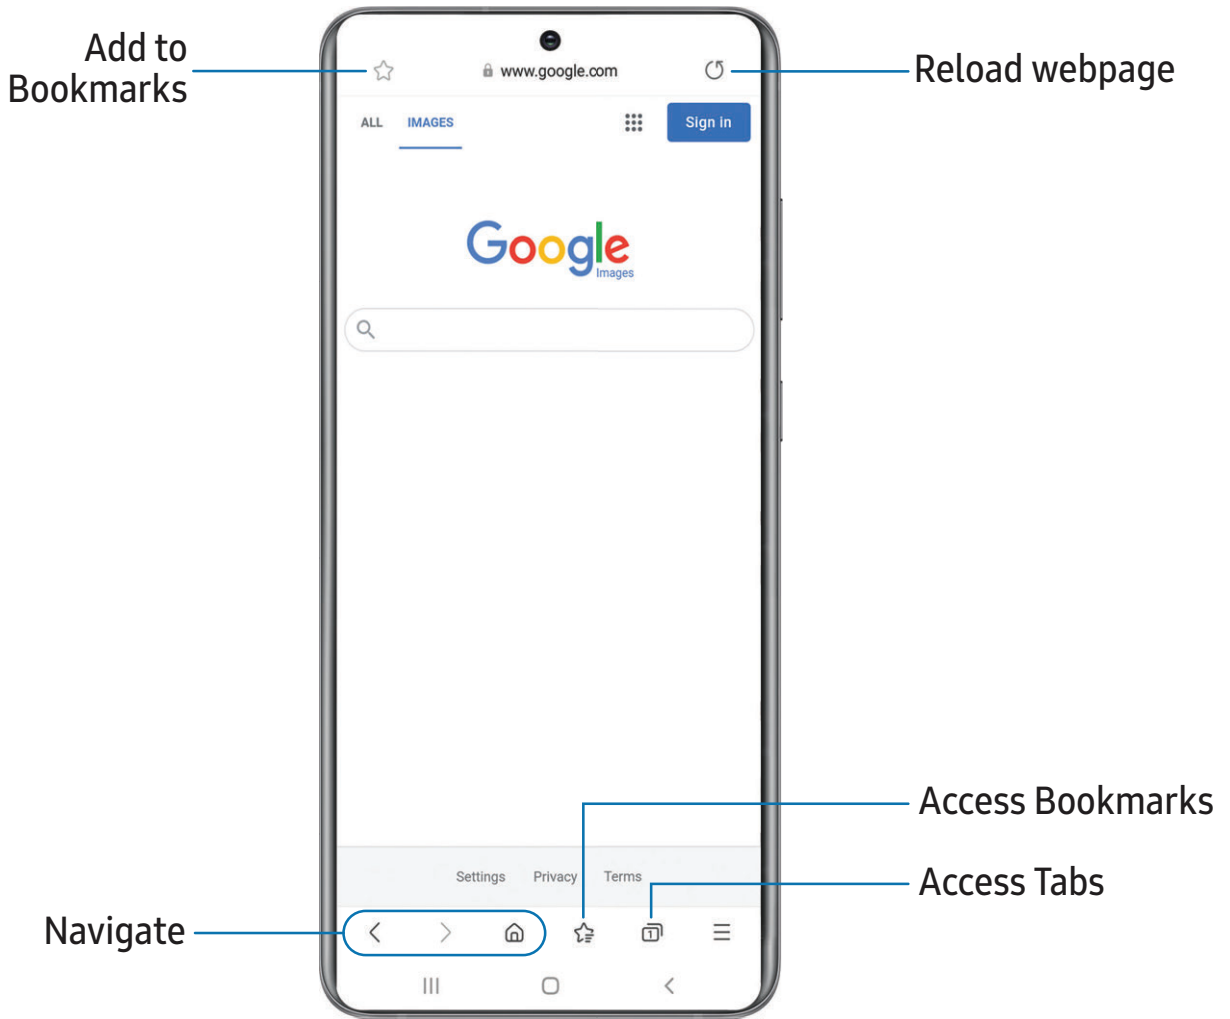 Add to
Bookmarks
www.google.com
Reload webpage
ALL IMAGES
Sign in
Google
Images
Access Bookmarks
Settings Privacy Terms
Access Tabs
Navigate
1